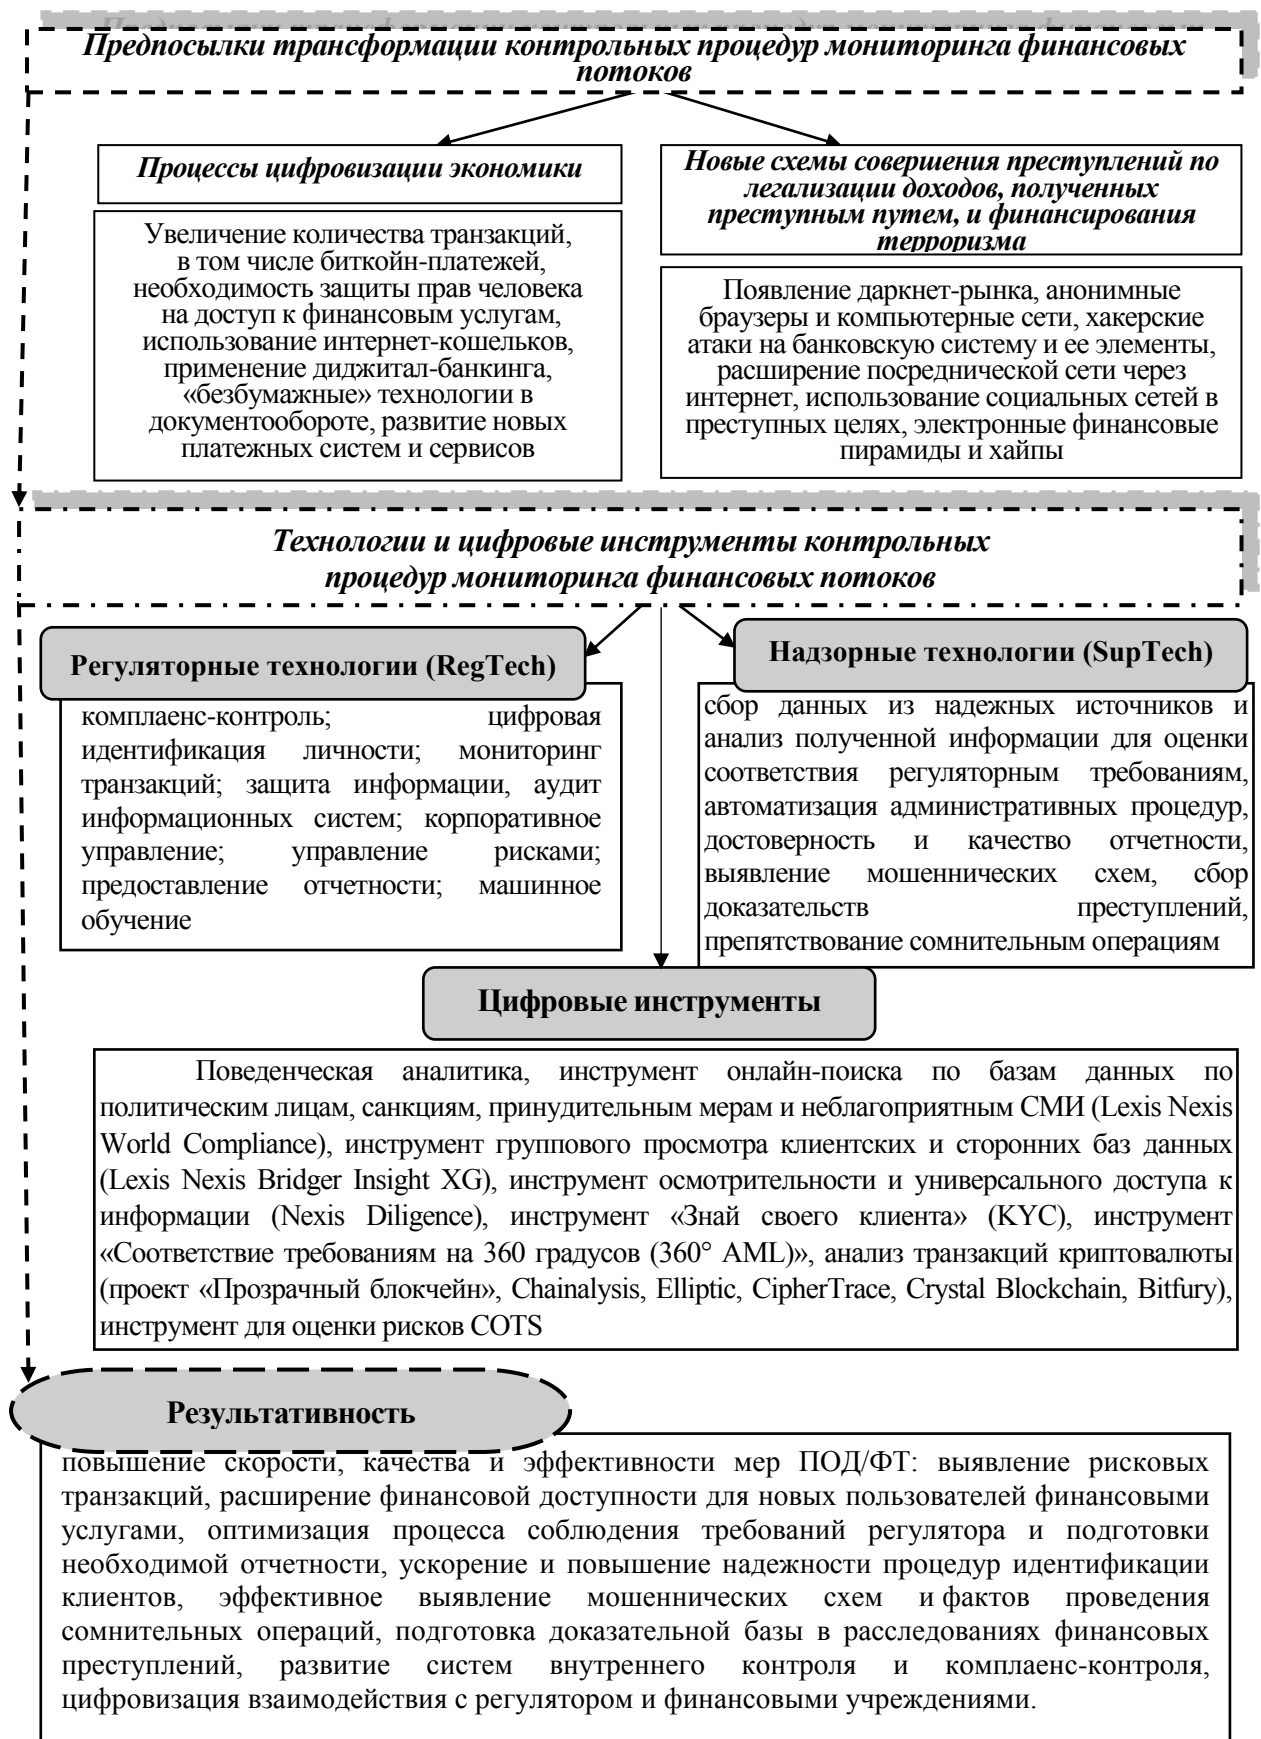 Предпосылки трансформации контрольных процедур мониторинга финансовых
потоков
Процессы цифровизации экономики
Увеличение количества транзакций,
в том числе биткойн-платежей,
необходимость защиты прав человека
на доступ к финансовым услугам,
использование интернет-кошельков,
применение диджитал-банкинга,
«безбумажные» технологии в
документообороте, развитие новых
платежных систем и сервисов
Новые схемы совершения преступлений по
легализации доходов, полученных
преступным путем, и финансирования
терроризма
Появление даркнет-рынка, анонимные
браузеры и компьютерные сети, хакерские
атаки на банковскую систему и ее элементы,
расширение посреднической сети через
интернет, использование социальных сетей в
преступных целях, электронные финансовые
пирамиды и хайпы
Технологии и цифровые инструменты контрольных
процедур мониторинга финансовых потоков
Регуляторные технологии (RegTech)
комплаенс-контроль; цифровая
идентификация личности; мониторинг
транзакций; защита информации, аудит
информационных систем; корпоративное
управление; управление рисками;
предоставление отчетности; машинное
обучение
Надзорные технологии (SupTech)
сбор данных из надежных источников и
анализ полученной информации для оценки
соответствия регуляторным требованиям,
автоматизация административных процедур,
достоверность и качество отчетности,
выявление мошеннических схем, сбор
доказательств преступлений,
препятствование сомнительным операциям
Цифровые инструменты
Поведенческая аналитика, инструмент онлайн-поиска по базам данных по
политическим лицам, санкциям, принудительным мерам и неблагоприятным СМИ (Lexis Nexis
World Compliance), инструмент группового просмотра клиентских и сторонних баз данных
(Lexis Nexis Bridger Insight XG), инструмент осмотрительности и универсального доступа к
информации (Nexis Diligence), инструмент «Знай своего клиента» (KYC), инструмент
«Соответствие требованиям на 360 градусов (360° AML)», анализ транзакций криптовалюты
(проект «Прозрачный блокчейн», Chainalysis, Elliptic, CipherTrace, Crystal Blockchain, Bitfury),
инструмент для оценки рисков COTS
Результативность
повышение скорости, качества и эффективности мер ПОД/ФТ: выявление рисковых
транзакций, расширение финансовой доступности для новых пользователей финансовыми
услугами, оптимизация процесса соблюдения требований регулятора и подготовки
необходимой отчетности, ускорение и повышение надежности процедур идентификации
клиентов, эффективное выявление мошеннических схем и фактов проведения
сомнительных операций, подготовка доказательной базы в расследованиях финансовых
преступлений, развитие систем внутреннего контроля и комплаенс-контроля,
цифровизация взаимодействия с регулятором и финансовыми учреждениями.